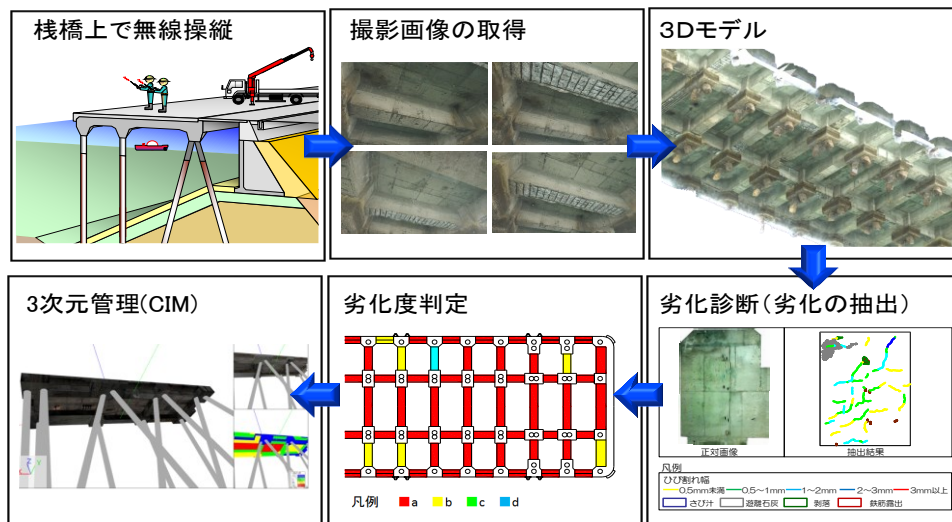 桟橋上で無線操縦
撮影画像の取得
3Dモデル
3次元管理(CIM)
劣化度判定
劣化診断(劣化の抽出)
正対画像
抽出結果
凡例
ひび割れ幅
0.5mm未満 0.5~1mm 1~2mm 2~3mm 3mm以上
さび汁 遊離石灰 剥落 鉄筋露出
凡例 a b c d